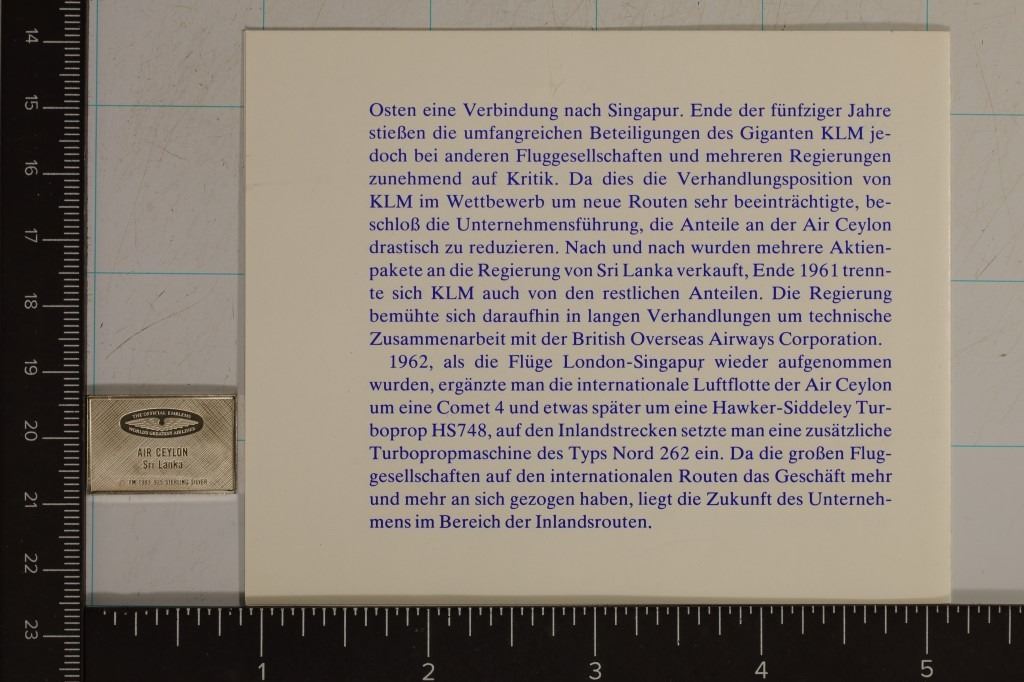 Osten eine Verbindung nach Singapur. Ende der fünfziger Jahre
stießen die umfangreichen Beteiligungen des Giganten KLM je-
doch bei anderen Fluggesellschaften und mehreren Regierungen
zunehmend auf Kritik. Da dies die Verhandlungsposition von
KLM im Wettbewerb um neue Routen sehr beeinträchtigte, be-
schloß die Unternehmensführung, die Anteile an der Air Ceylon
drastisch zu reduzieren. Nach und nach wurden mehrere Aktien-
pakete an die Regierung von Sri Lanka verkauft, Ende 1961 trenn-
te sich KLM auch von den restlichen Anteilen. Die Regierung
bemühte sich daraufhin in langen Verhandlungen um technische
Zusammenarbeit mit der British Overseas Airways Corporation.
1962, als die Flüge London-Singapur wieder aufgenommen
wurden, ergänzte man die internationale Luftflotte der Air Ceylon
um eine Comet 4 und etwas später um eine Hawker-Siddeley Tur-
boprop HS748, auf den Inlandstrecken setzte man eine zusätzliche
Turbopropmaschine des Typs Nord 262 ein. Da die großen Flug-
gesellschaften auf den internationalen Routen das Geschäft mehr
und mehr an sich gezogen haben, liegt die Zukunft des Unterneh-
mens im Bereich der Inlandsrouten.
THE OFFICIAL EMBLEMS
WORLDS GREATEST AIRLINES
AIR CEYLON
Sri Lanka
FM 1983 925 STERLING SILVER
14
15
16
17
18
19
20
21
22
23
1
2
3
4
5